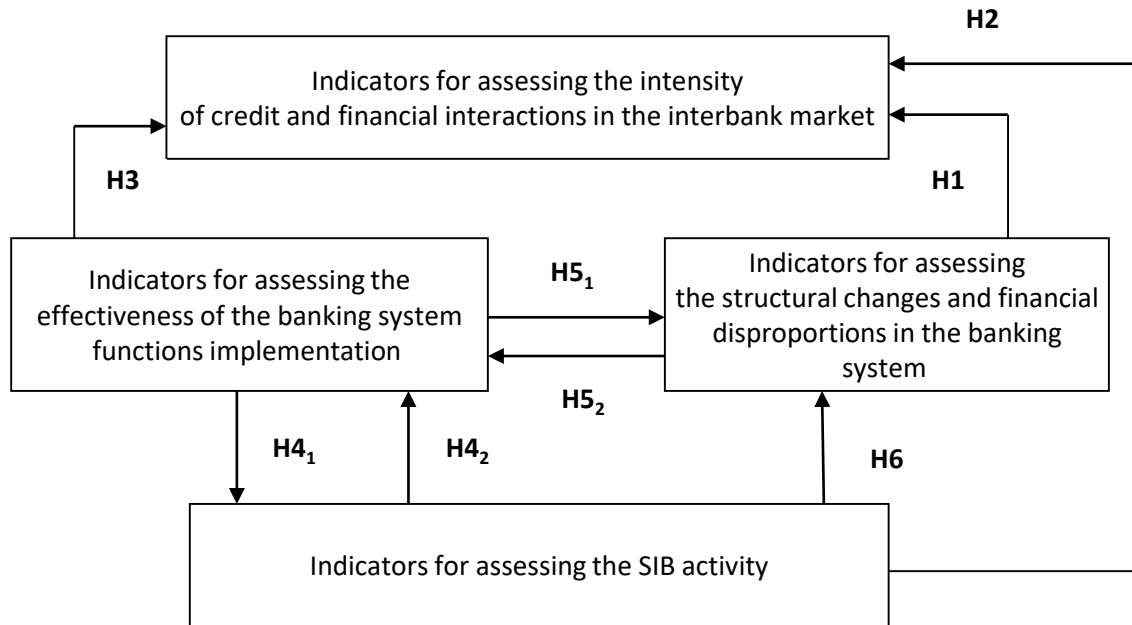 H2
Indicators for assessing the intensity
of credit and financial interactions in the interbank market
H3
H1
Indicators for assessing the
effectiveness of the banking system
functions implementation
H5₁
Indicators for assessing
the structural changes and financial
disproportions in the banking
system
H5₂
H4₁
H4₂
H6
Indicators for assessing the SIB activity